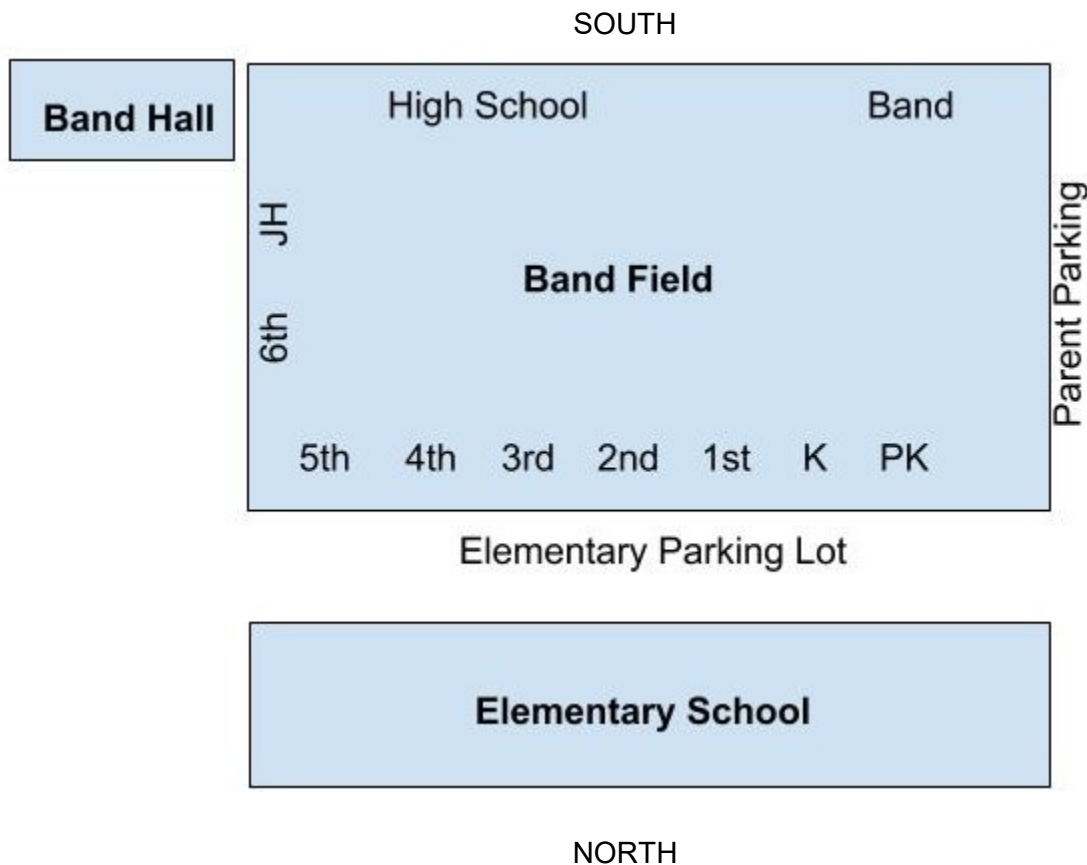 SOUTH
Band Hall
High School Band
JH
Band Field
Parent Parking
6th
5th 4th 3rd 2nd 1st K PK
Elementary Parking Lot
Elementary School
NORTH